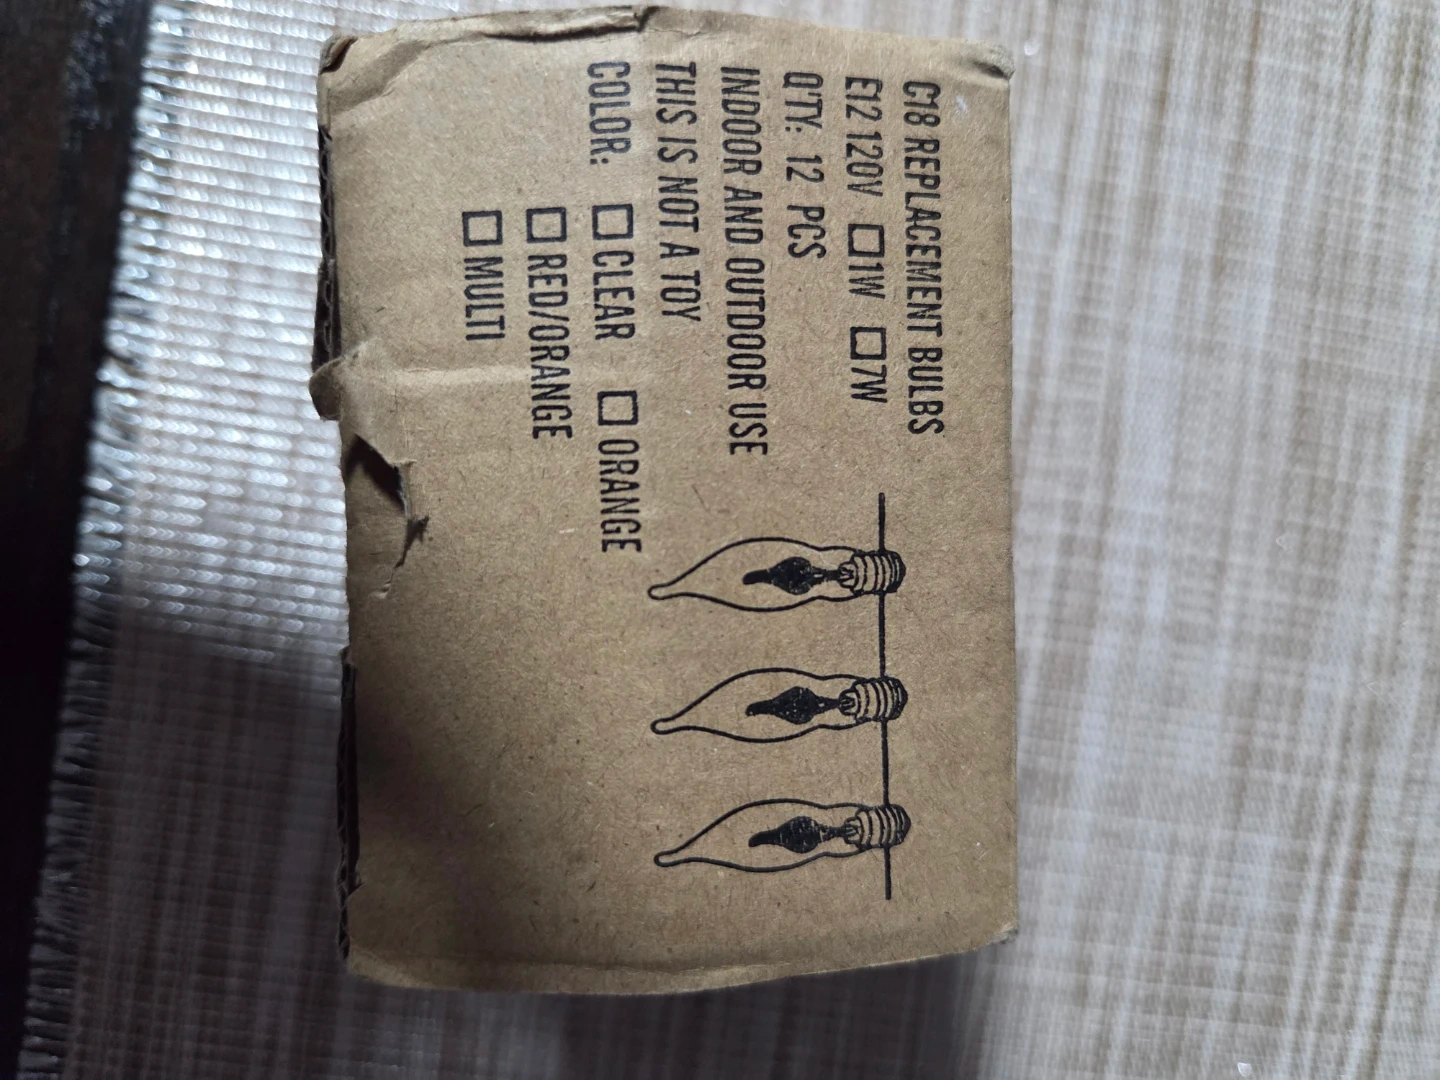 C18 REPLACEMENT BULBS
E12 120V □1W □7W
Q'TY: 12 PCS
INDOOR AND OUTDOOR USE
THIS IS NOT A TOY
COLOR: □ CLEAR □ ORANGE
□ RED/ORANGE
□ MULTI